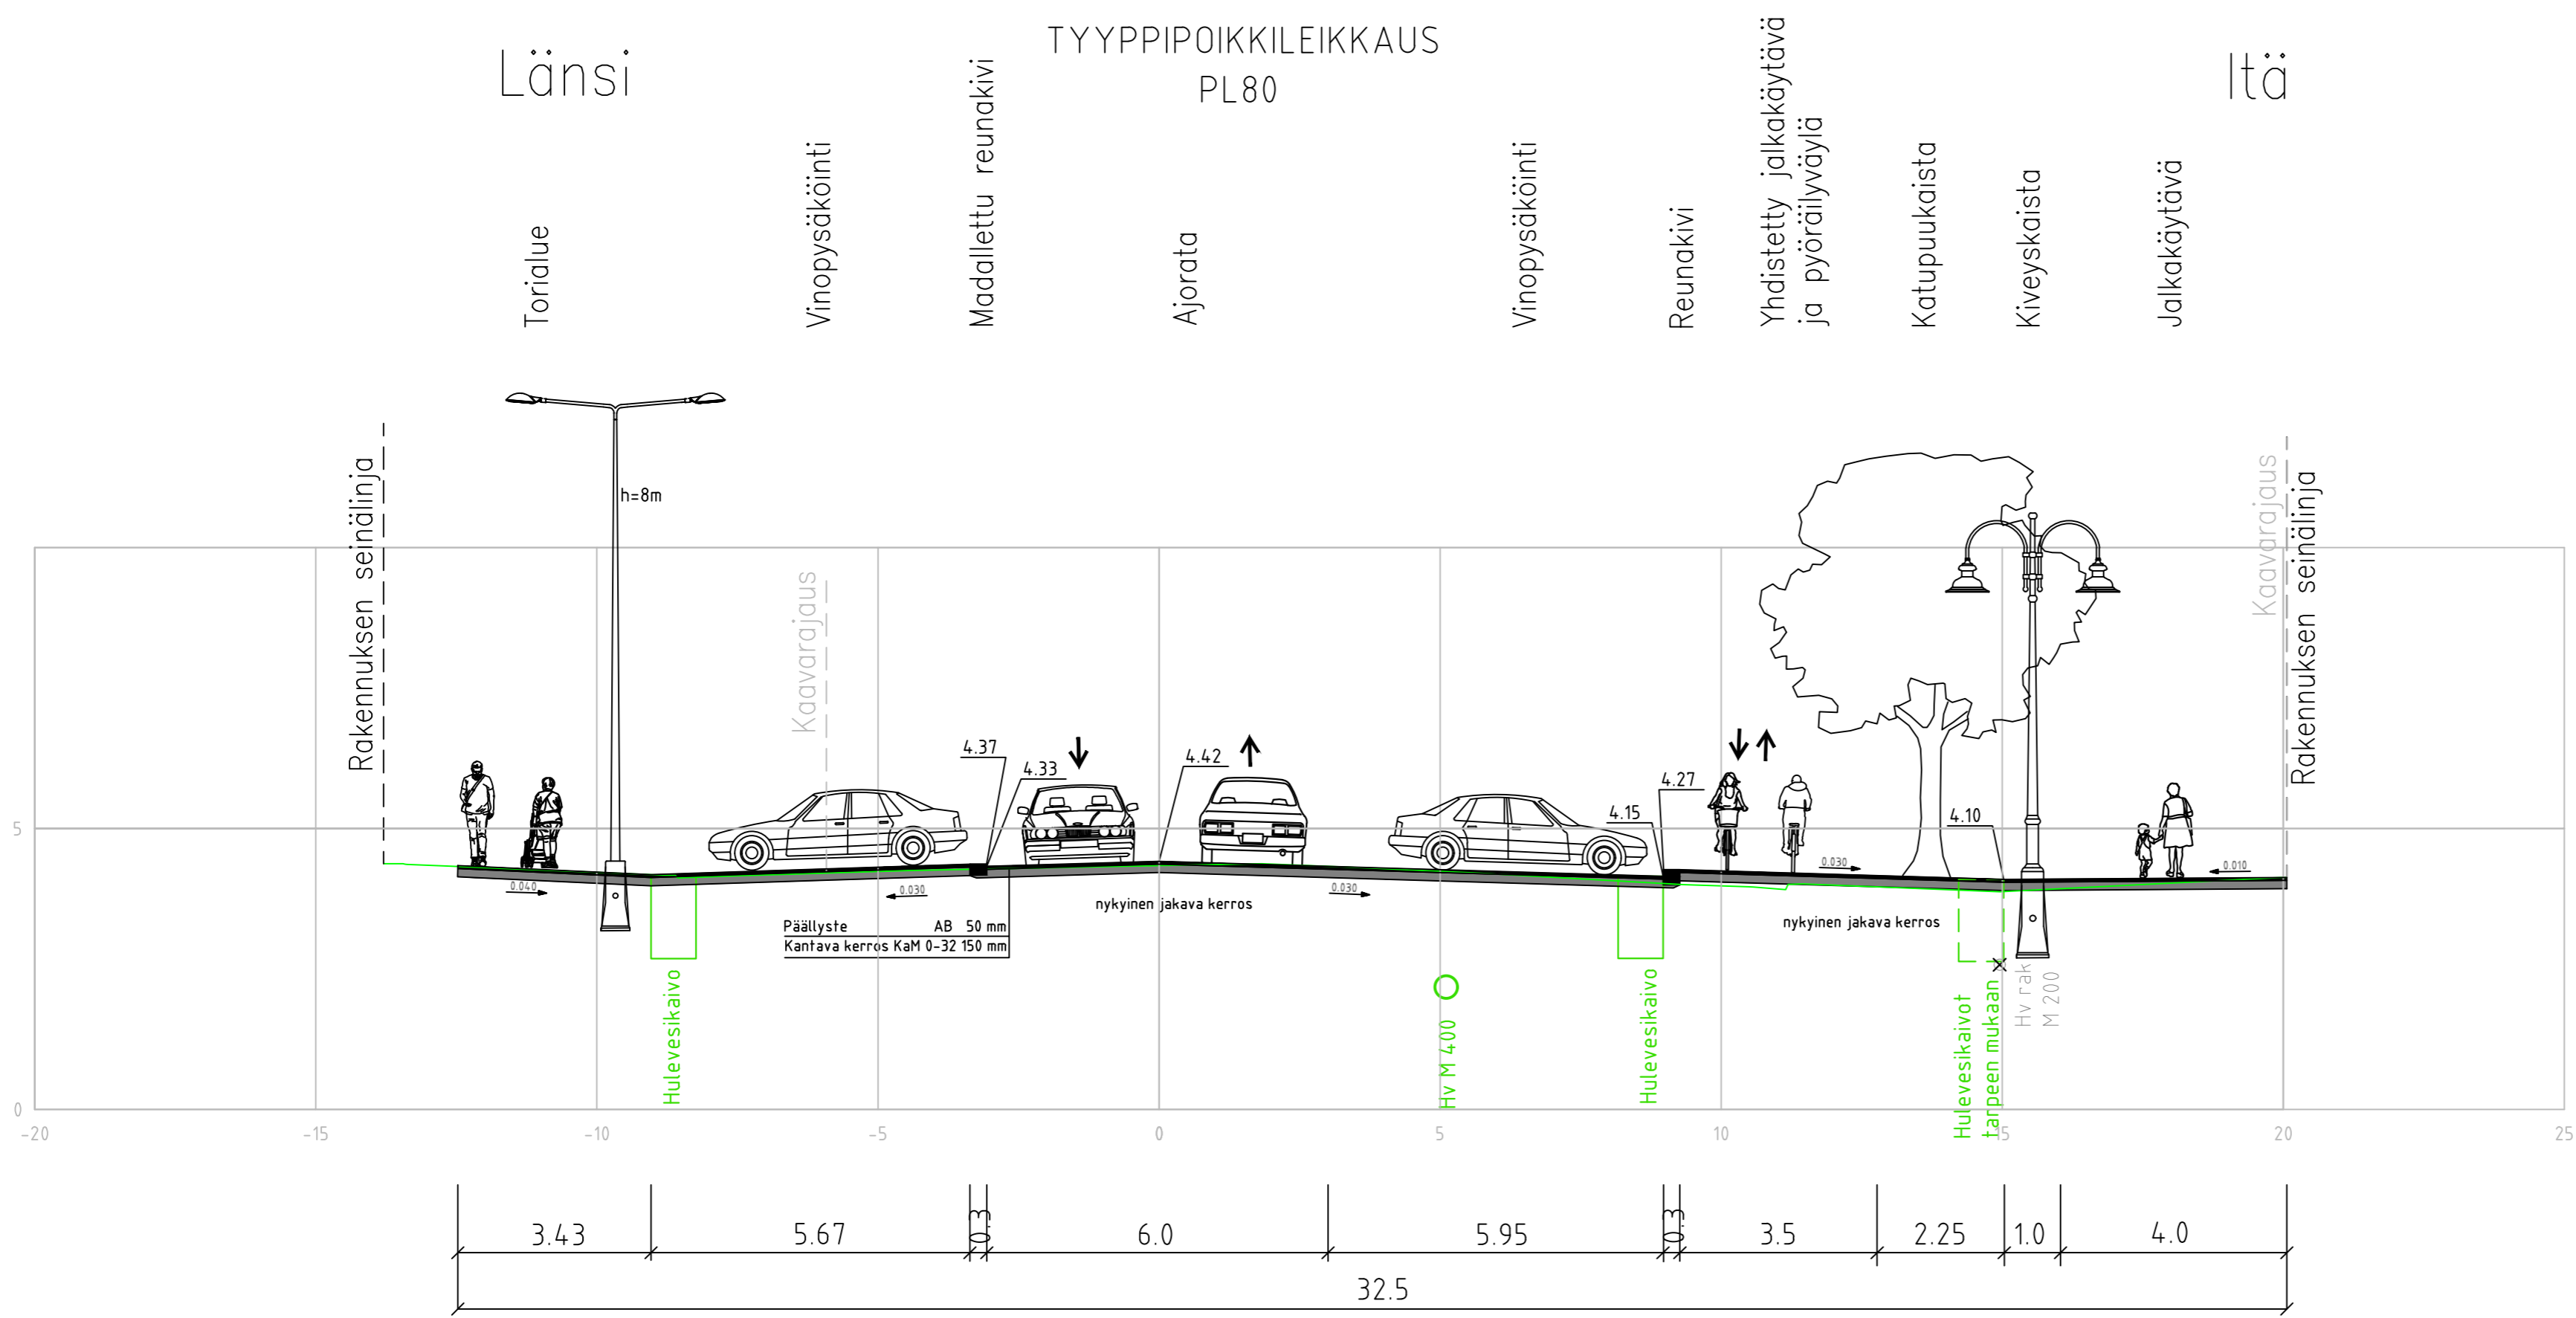 TYYPPIPOIKKILEIKKAUS
PL80
Länsi
Itä
Torialue
Vinopysäköinti
Madallettu reunakivi
Ajorata
Vinopysäköinti
Reunakivi
Yhdistetty jalkakäytävä
ja pyöräilyväylä
Katupuukaista
Kiveyskaista
Jalkakäytävä
Rakennuksen seinälinja
h=8m
Kaavarajaus
Kaavarajaus
Rakennuksen seinälinja
4.37
4.33
4.42
4.15
4.27
4.10
5
0.040
0.030
0.030
0.030
0.010
Päällyste AB 50 mm
Kantava kerros KaM 0-32 150 mm
nykyinen jakava kerros
nykyinen jakava kerros
Hulevesikaivo
Hv M 400
Hulevesikaivo
Hulevesikaivot
tarpeen mukaan
Hv rak
M 200
0
-20
-15
-10
-5
0
5
10
15
20
25
3.43
5.67
0.3
6.0
5.95
0.3
3.5
2.25
1.0
4.0
32.5